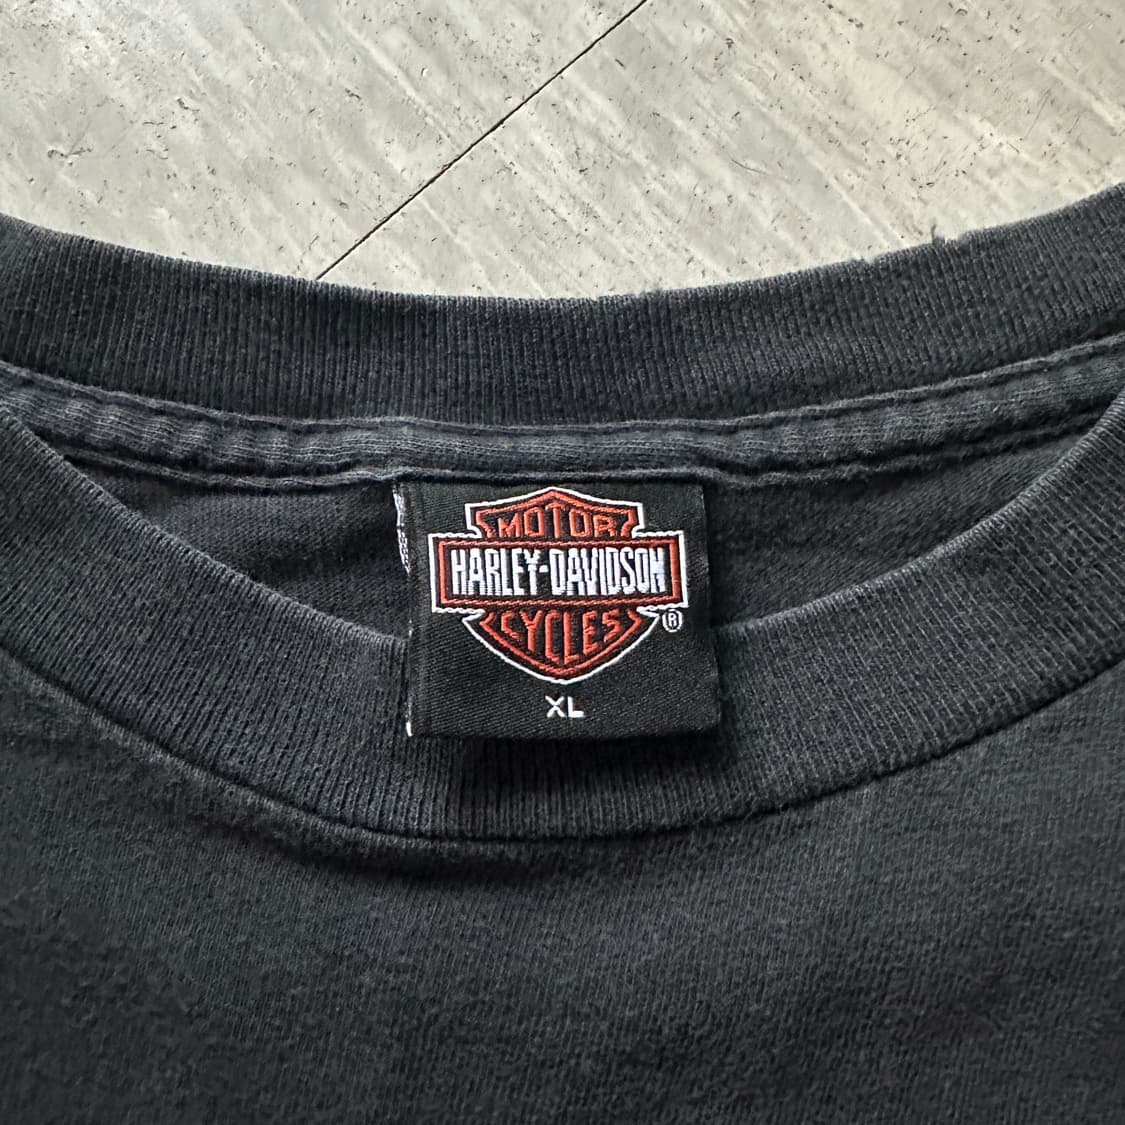 MOTOR
HARLEY-DAVIDSON
CYCLES
®
XL